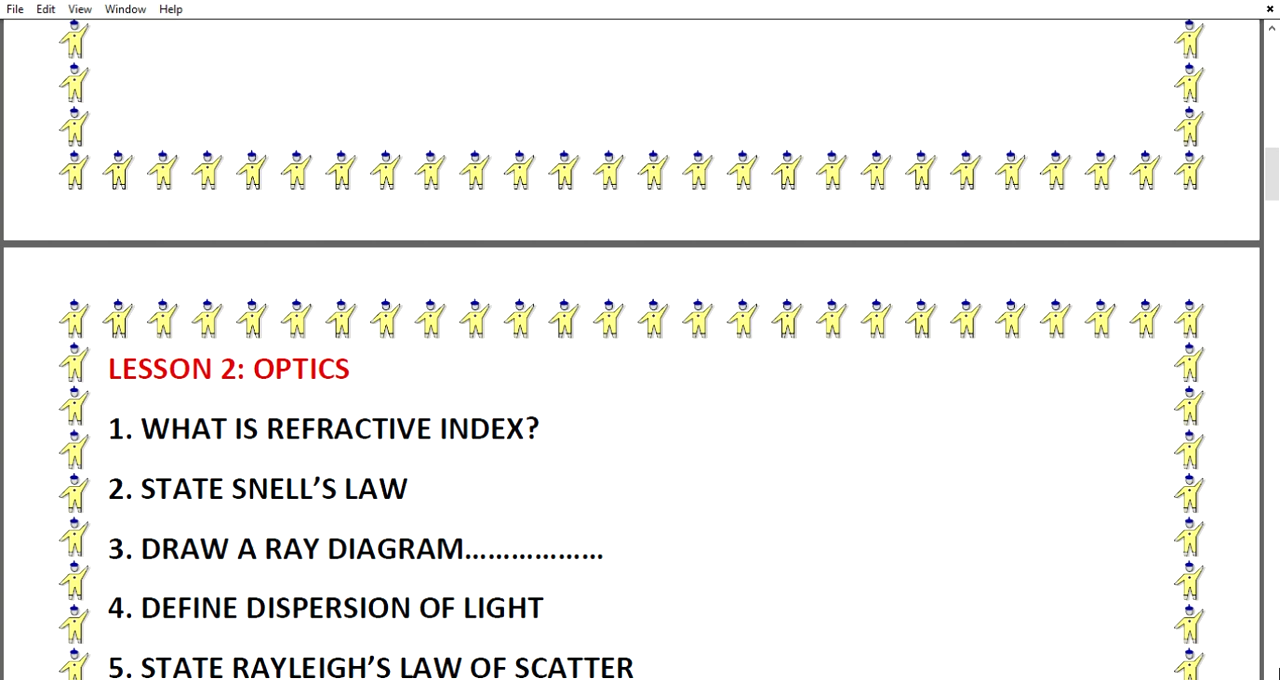 File Edit View Window Help
LESSON 2: OPTICS
1. WHAT IS REFRACTIVE INDEX?
2. STATE SNELL’S LAW
3. DRAW A RAY DIAGRAM………………
4. DEFINE DISPERSION OF LIGHT
5. STATE RAYLEIGH’S LAW OF SCATTER